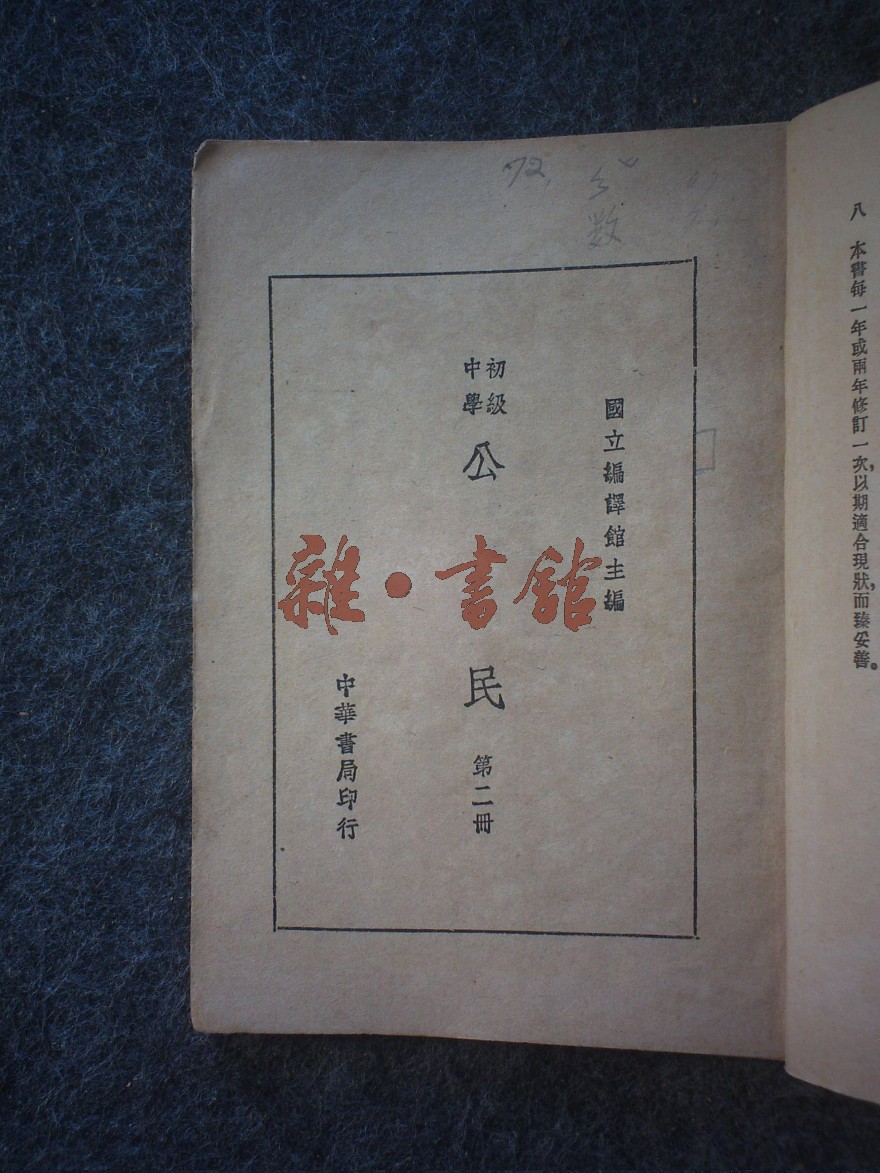 八　本書每一年或兩年修訂一次，以期適合現狀，而臻妥善。
72.
數
國立編譯館主編
初級
中學
公民
第二冊
中華書局印行
雜·書館